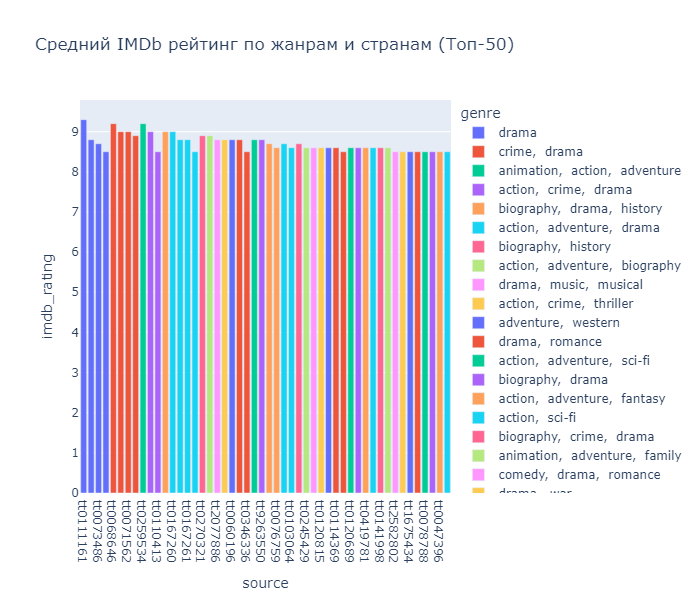 Средний IMDb рейтинг по жанрам и странам (Топ-50)
genre
drama
crime, drama
animation, action, adventure
action, crime, drama
biography, drama, history
action, adventure, drama
biography, history
action, adventure, biography
drama, music, musical
action, crime, thriller
adventure, western
drama, romance
action, adventure, sci-fi
biography, drama
action, adventure, fantasy
action, sci-fi
biography, crime, drama
animation, adventure, family
comedy, drama, romance
drama, war
imdb_rating
9
8
7
6
5
4
3
2
1
0
tt0111161
tt0073486
tt0068646
tt0071562
tt0259534
tt0110413
tt0167260
tt0167261
tt0270321
tt2077886
tt0060196
tt0346336
tt9263550
tt0076759
tt0103064
tt0245429
tt0120815
tt0114369
tt0120689
tt0419781
tt0141998
tt2582802
tt1675434
tt0078788
tt0047396
source